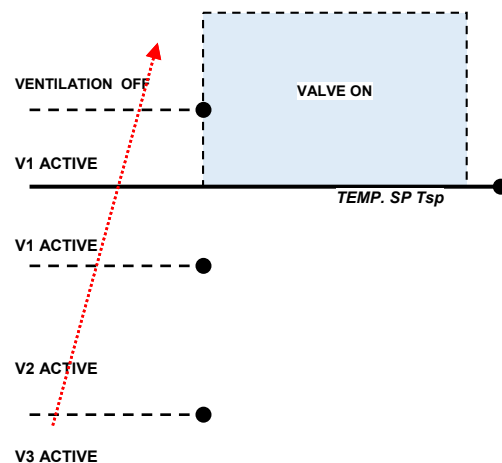 VENTILATION OFF
VALVE ON
V1 ACTIVE
TEMP. SP Tsp
V1 ACTIVE
V2 ACTIVE
V3 ACTIVE